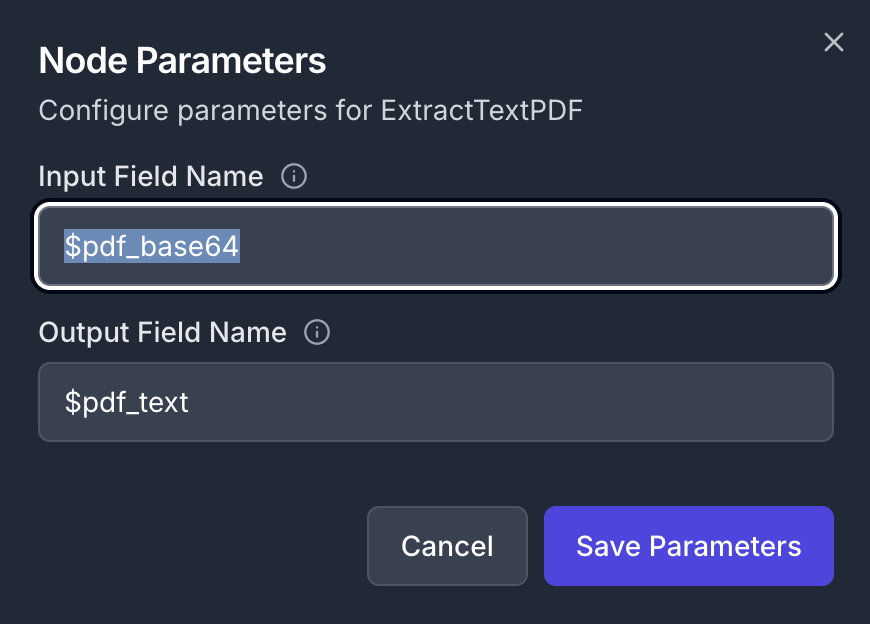 Node Parameters
Configure parameters for ExtractTextPDF
Input Field Name
$pdf_base64
Output Field Name
$pdf_text
Cancel
Save Parameters